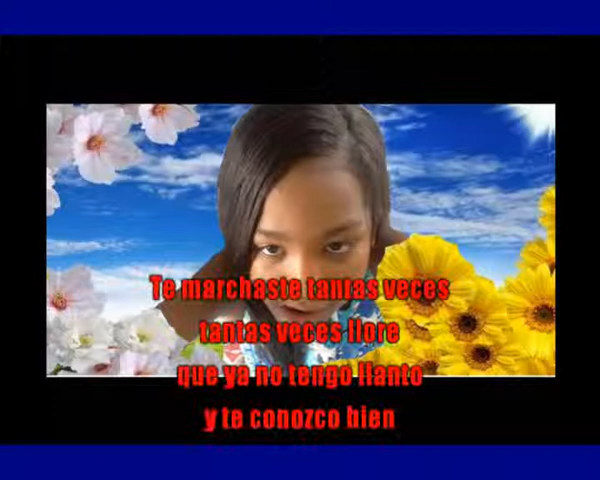 Te marchaste tantas veces
tantas veces llore
que ya no tengo llanto
y te conozco bien